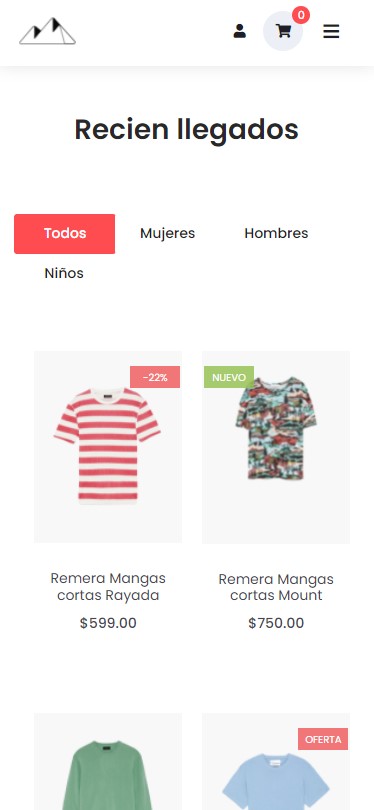 0
Recien llegados
Todos
Mujeres
Hombres
Niños
-22%
NUEVO
Remera Mangas
cortas Rayada
$599.00
Remera Mangas
cortas Mount
$750.00
OFERTA